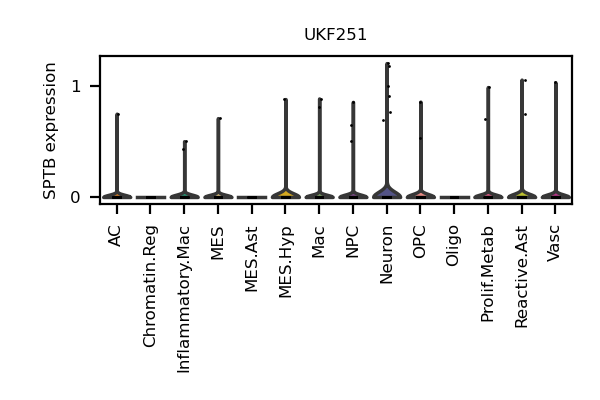 UKF251
SPTB expression
1
0
AC
Chromatin.Reg
Inflammatory.Mac
MES
MES.Ast
MES.Hyp
Mac
NPC
Neuron
OPC
Oligo
Prolif.Metab
Reactive.Ast
Vasc